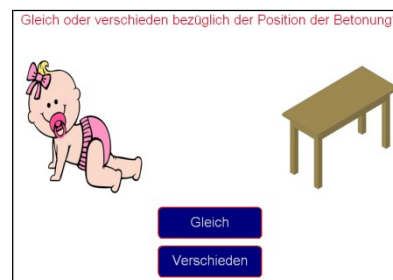 Gleich oder verschieden bezüglich der Position der Betonung?
Gleich
Verschieden